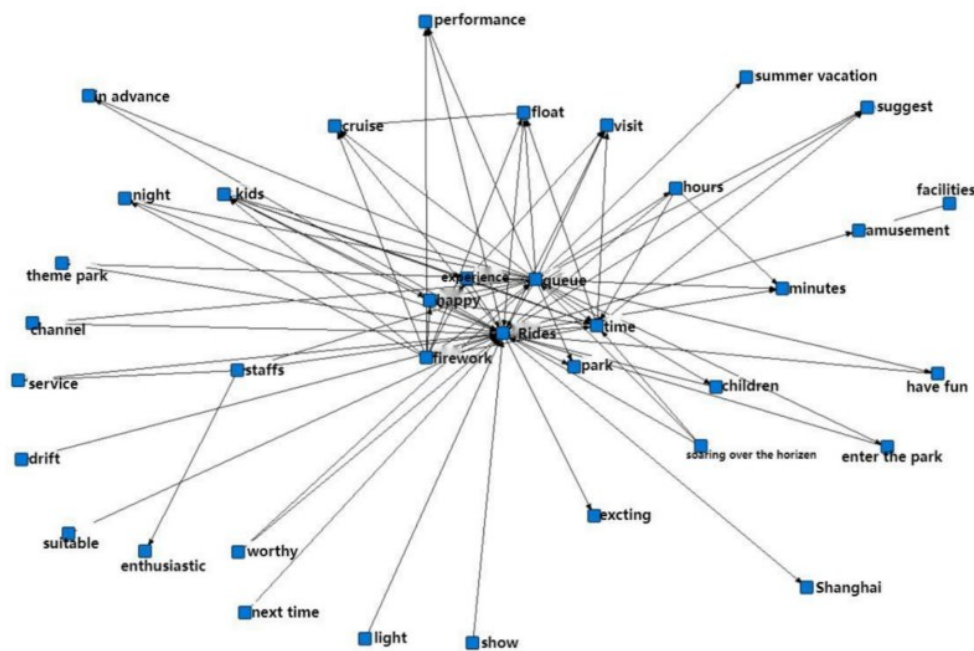 performance
summer vacation
in advance
suggest
float
cruise
visit
hours
facilities
night
kids
amusement
theme park
experience
queue
minutes
happy
channel
Rides
time
firework
park
service
staffs
children
have fun
drift
soaring over the horizen
enter the park
excting
suitable
enthusiastic
worthy
Shanghai
next time
light
show